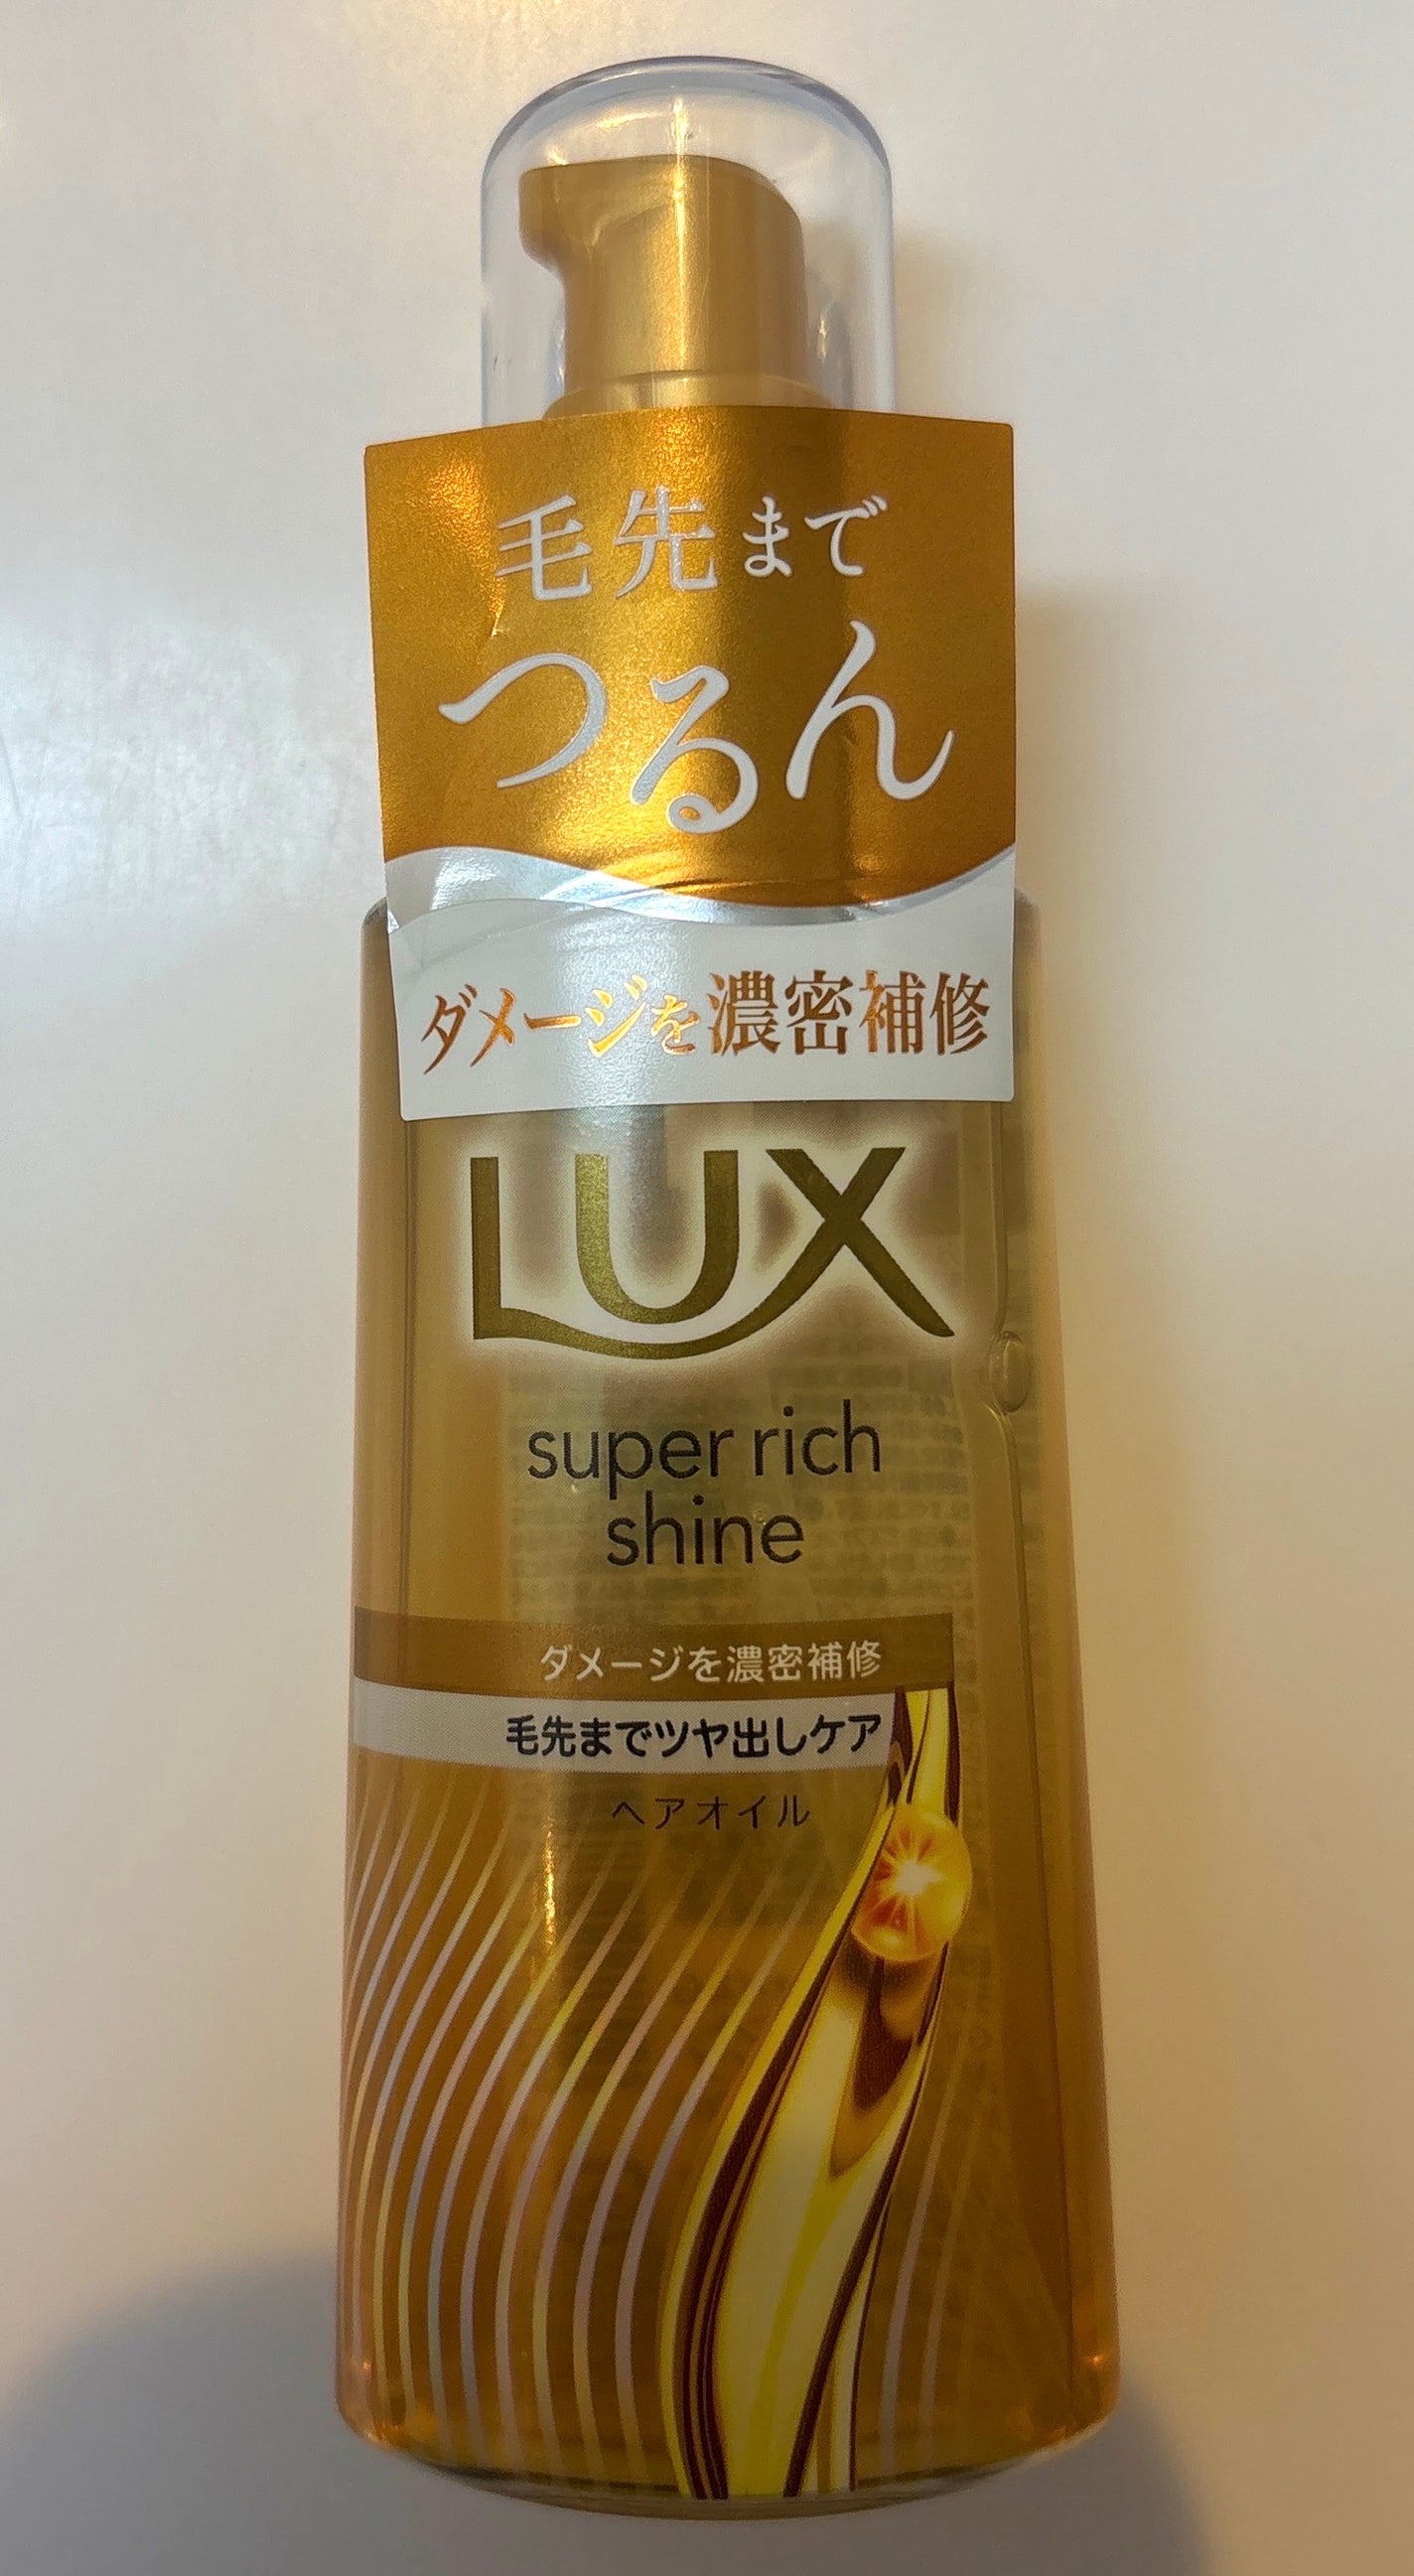 毛先まで
つるん
ダメージを濃密補修
LUX
super rich
shine
ダメージを濃密補修
毛先までツヤ出しケア
ヘアオイル